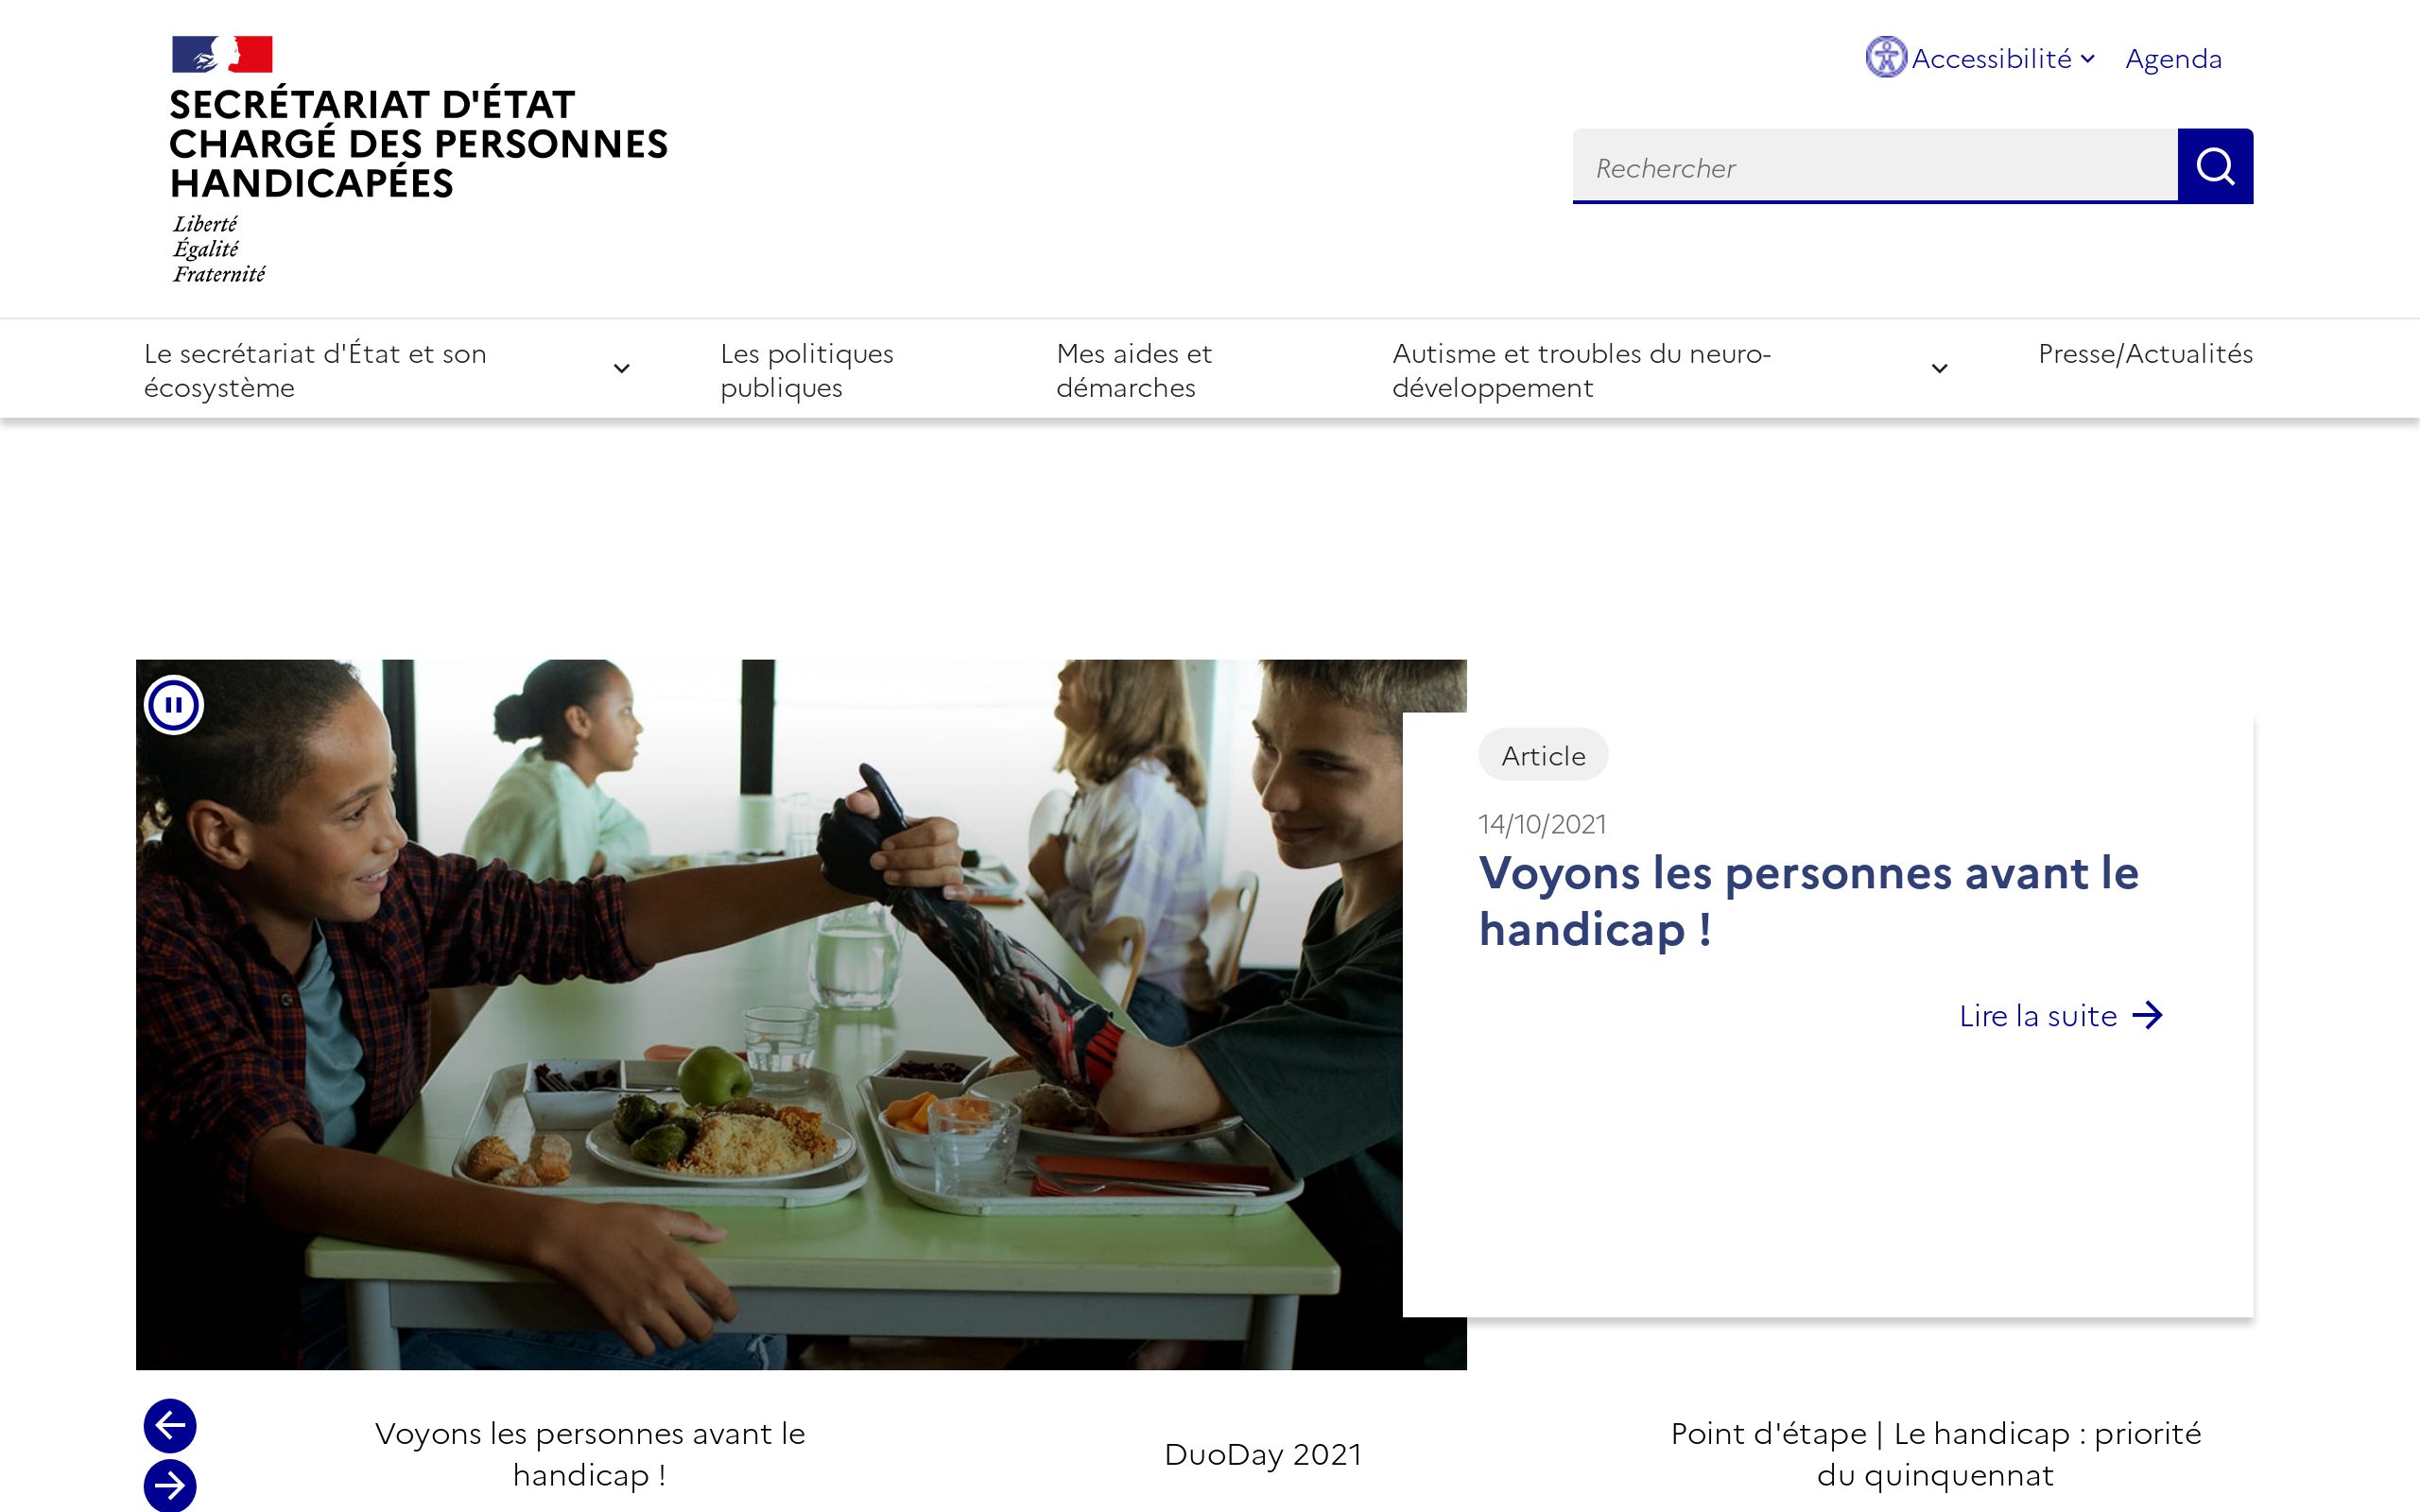 SECRÉTARIAT D'ÉTAT
CHARGÉ DES PERSONNES
HANDICAPÉES
Liberté
Égalité
Fraternité
Accessibilité
Agenda
Rechercher
Le secrétariat d'État et son
écosystème
Les politiques
publiques
Mes aides et
démarches
Autisme et troubles du neuro-
développement
Presse/Actualités
Article
14/10/2021
Voyons les personnes avant le
handicap !
Lire la suite
Voyons les personnes avant le
handicap !
DuoDay 2021
Point d'étape | Le handicap : priorité
du quinquennat